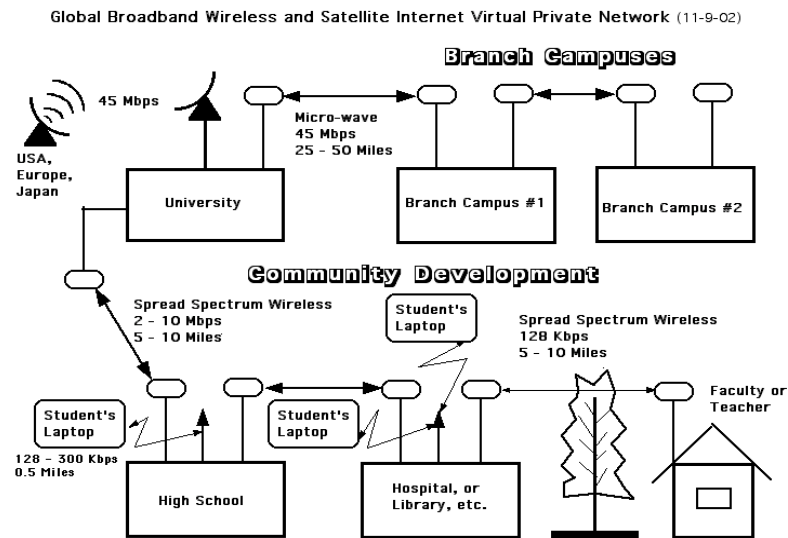 Global Broadband Wireless and Satellite Internet Virtual Private Network (11-9-02)
Branch Campuses
45 Mbps
Micro-wave
45 Mbps
25 - 50 Miles
USA,
Europe,
Japan
University
Branch Campus #1
Branch Campus #2
Community Development
Spread Spectrum Wireless
2 - 10 Mbps
5 - 10 Miles
Student's
Laptop
Spread Spectrum Wireless
128 Kbps
5 - 10 Miles
Student's
Laptop
Student's
Laptop
Faculty or
Teacher
128 - 300 Kbps
0.5 Miles
High School
Hospital, or
Library, etc.